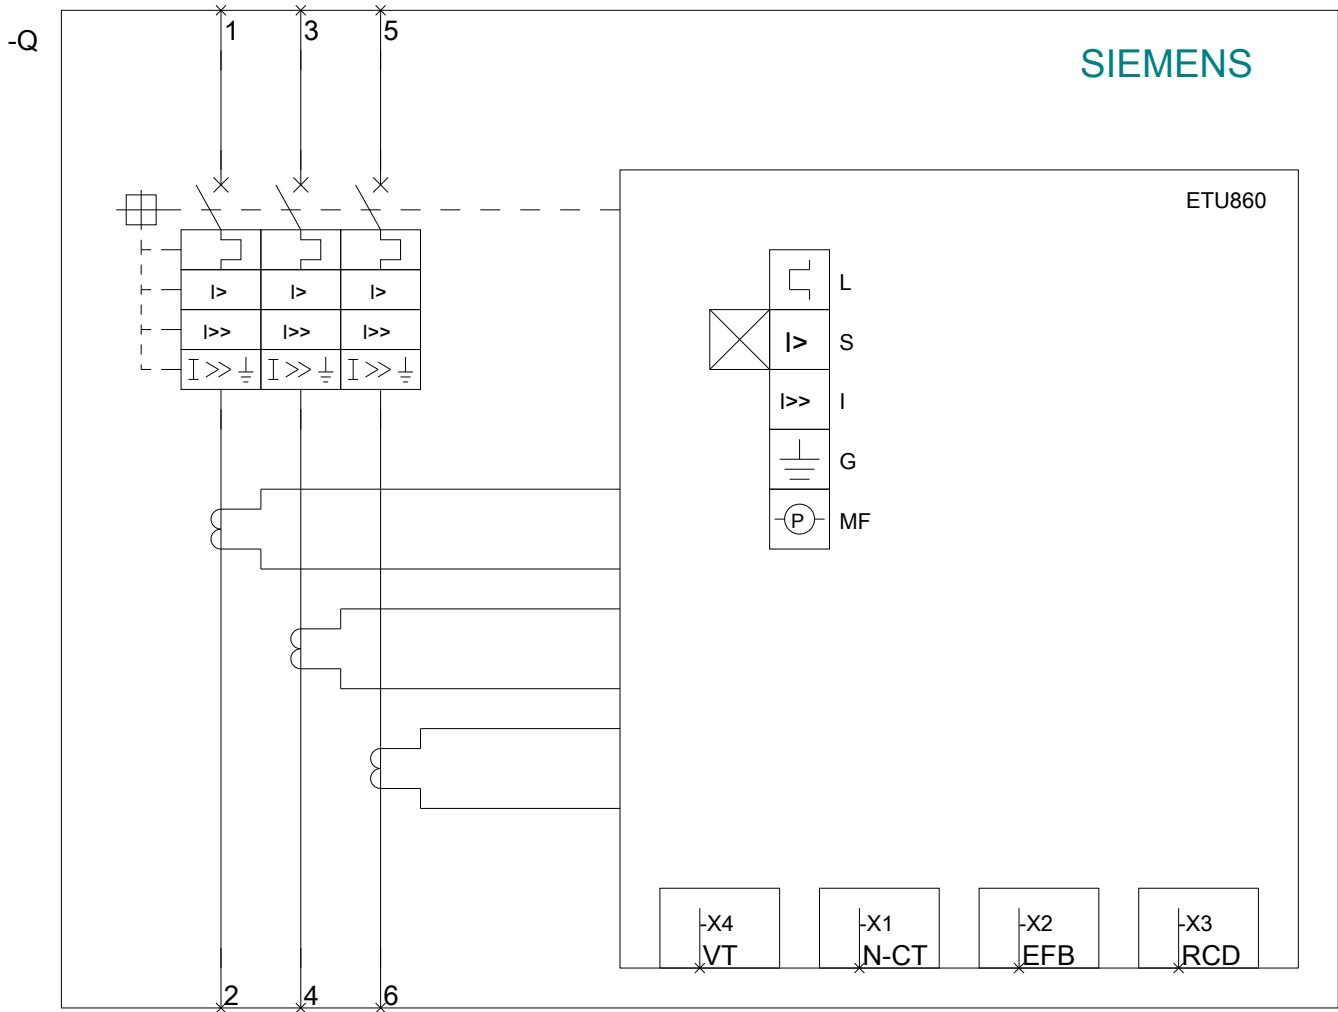 -Q
1 3 5
SIEMENS
ETU860
L
I> I> I>
I>> I>> I>>
I> S
I >> I >> I >>
I>> I
G
P MF
-X4 -X1 -X2 -X3
VT N-CT EFB RCD
2 4 6